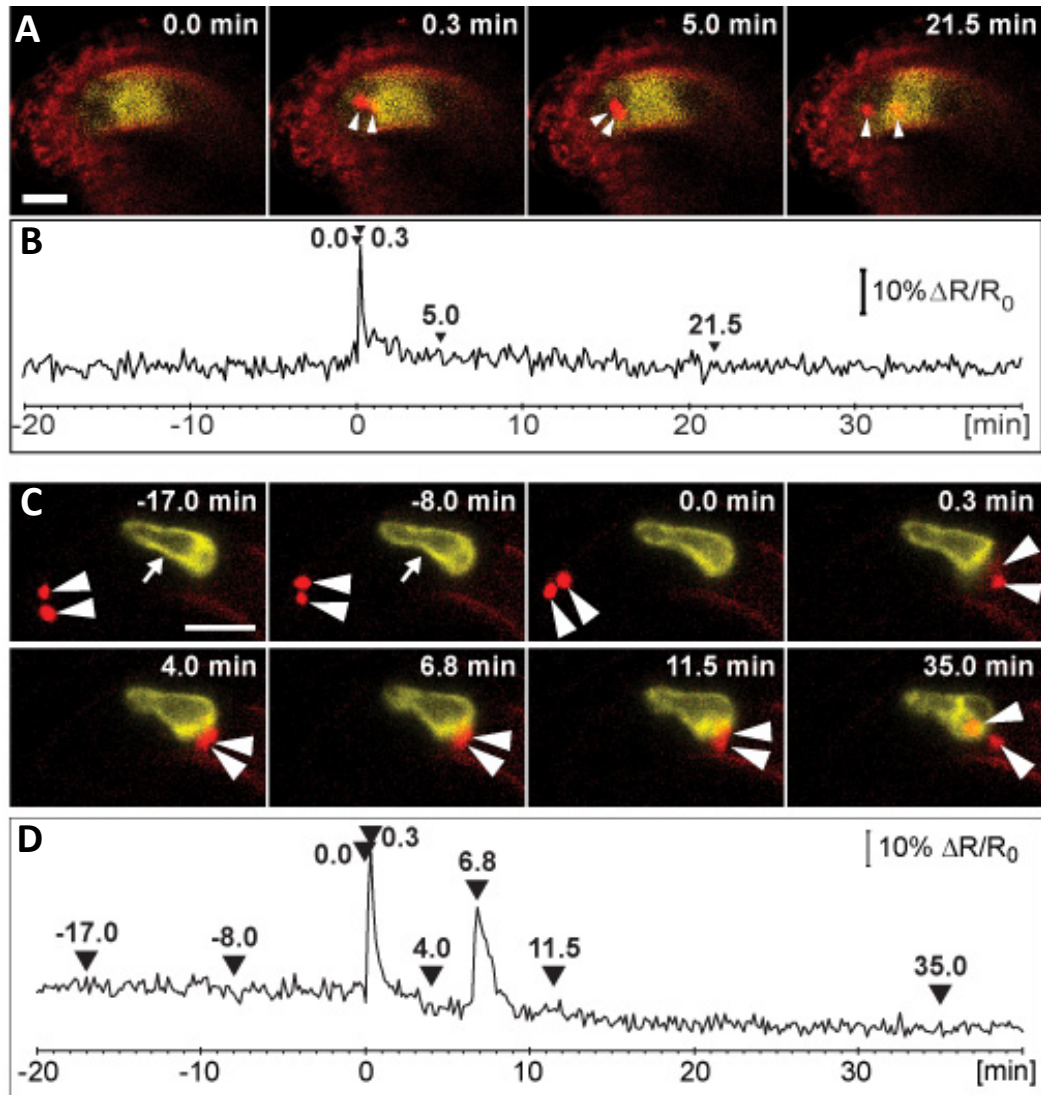 A 0.0 min 0.3 min 5.0 min 21.5 min
B 0.0 0.3
10% ΔR/R0
5.0 21.5
-20 -10 0 10 20 30 [min]
C -17.0 min -8.0 min 0.0 min 0.3 min
4.0 min 6.8 min 11.5 min 35.0 min
D 0.3
0.0 10% ΔR/R0
6.8
-17.0 -8.0 4.0 11.5 35.0
-20 -10 0 10 20 30 [min]